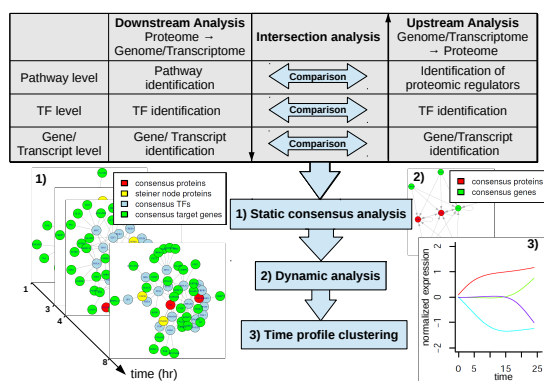 Downstream Analysis
Proteome →
Genome/Transcriptome
Intersection analysis
Upstream Analysis
Genome/Transcriptome
→ Proteome
Pathway level
Pathway
identification
Comparison
Identification of
proteomic regulators
TF level
TF identification
Comparison
TF identification
Gene/
Transcript level
Gene/ Transcript
identification
Comparison
Gene/Transcript
identification
1)
consensus proteins
steiner node proteins
consensus TFs
consensus target genes
1
3
4
8
time (hr)
1) Static consensus analysis
2) Dynamic analysis
3) Time profile clustering
2)
consensus proteins
consensus genes
3)
normalized expression
2
1
0
-2
0
5
15
25
time